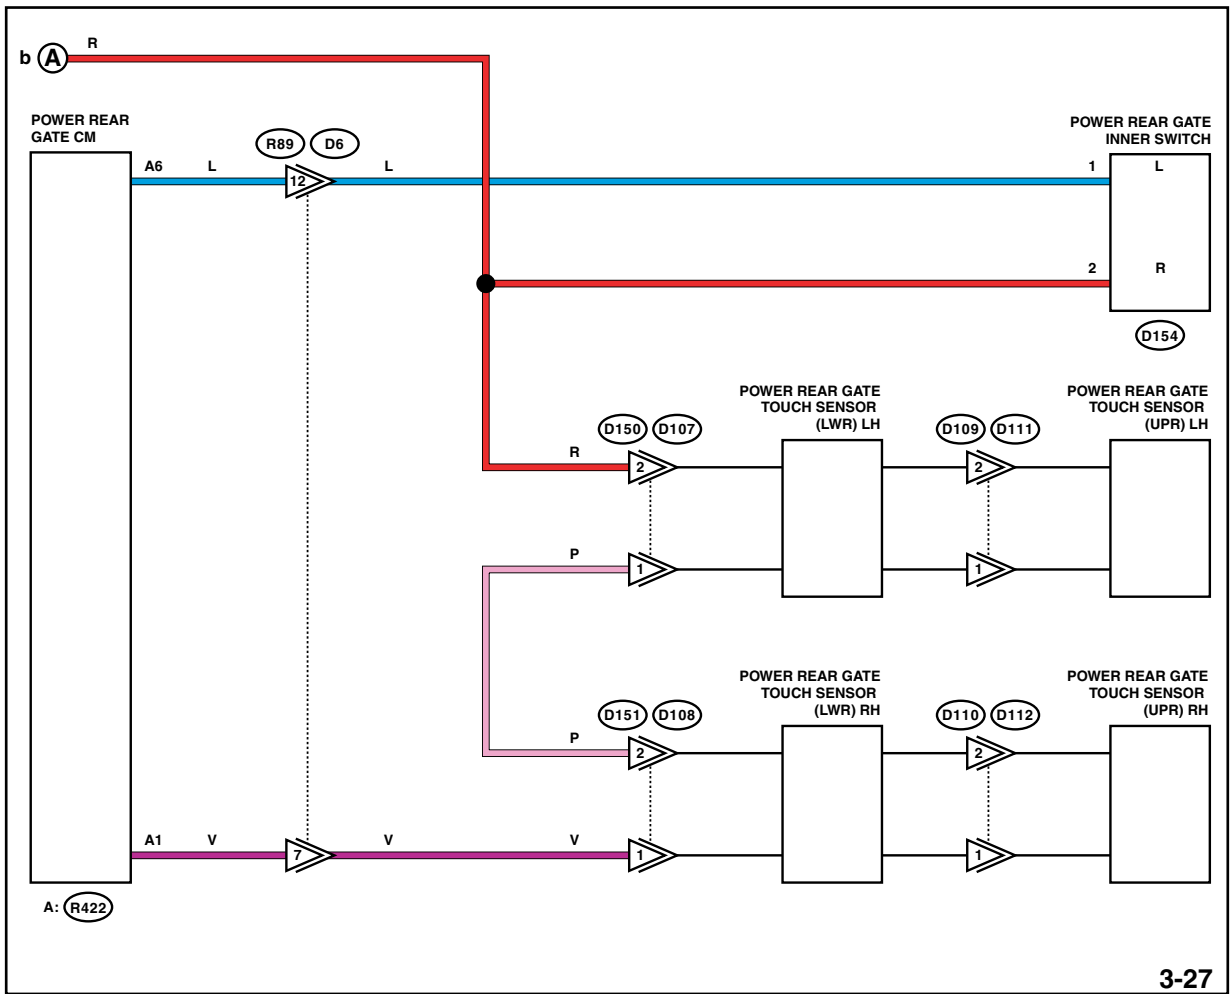 R
b A
POWER REAR
GATE CM
R89 D6
POWER REAR GATE
INNER SWITCH
A6 L L 1 L
12
2 R
D154
POWER REAR GATE
TOUCH SENSOR
(LWR) LH
POWER REAR GATE
TOUCH SENSOR
(UPR) LH
D150 D107 D109 D111
R 2 2
P 1 1
POWER REAR GATE
TOUCH SENSOR
(LWR) RH
POWER REAR GATE
TOUCH SENSOR
(UPR) RH
D151 D108 D110 D112
P 2 2
A1 V V V
7 1 1
A: R422
3-27